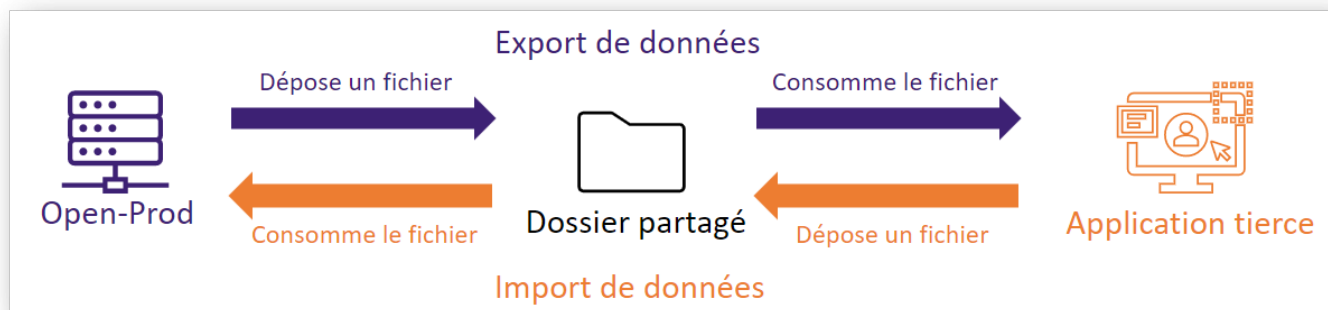 Export de données
Dépose un fichier
Consomme le fichier
Open-Prod
Dossier partagé
Application tierce
Consomme le fichier
Dépose un fichier
Import de données